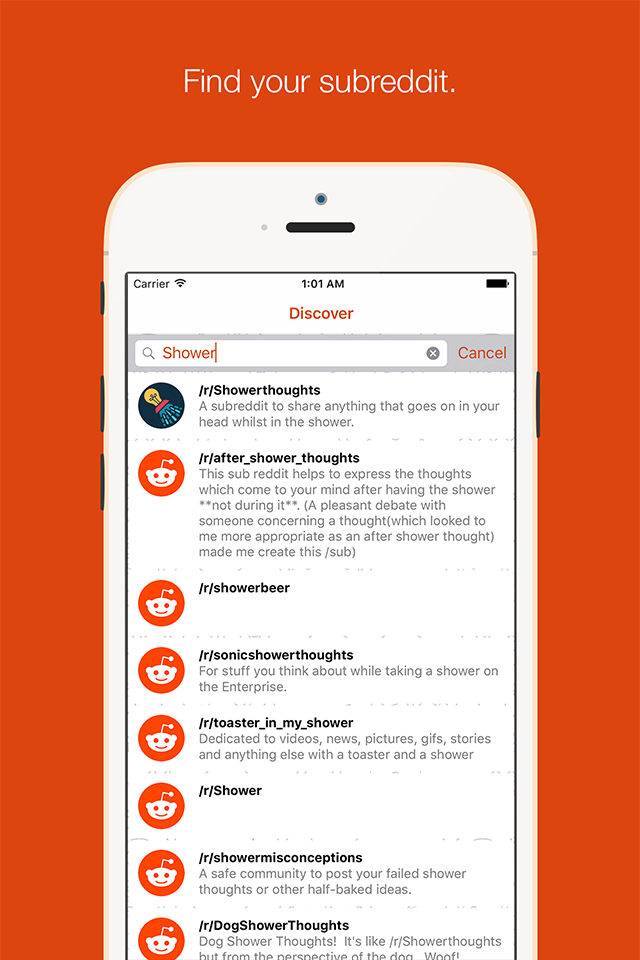 Find your subreddit.
Carrier 1:01 AM
Discover
Shower Cancel
/r/Showerthoughts
A subreddit to share anything that goes on in your
head whilst in the shower.
/r/after_shower_thoughts
This sub reddit helps to express the thoughts
which come to your mind after having the shower
**not during it**. (A pleasant debate with
someone concerning a thought(which looked to
me more appropriate as an after shower thought)
made me create this /sub)
/r/showerbeer
/r/sonicshowerthoughts
For stuff you think about while taking a shower on
the Enterprise.
/r/toaster_in_my_shower
Dedicated to videos, news, pictures, gifs, stories
and anything else with a toaster and a shower
/r/Shower
/r/showermisconceptions
A safe community to post your failed shower
thoughts or other half-baked ideas.
/r/DogShowerThoughts
Dog Shower Thoughts! It's like /r/Showerthoughts
but from the perspective of the dog...Woof!